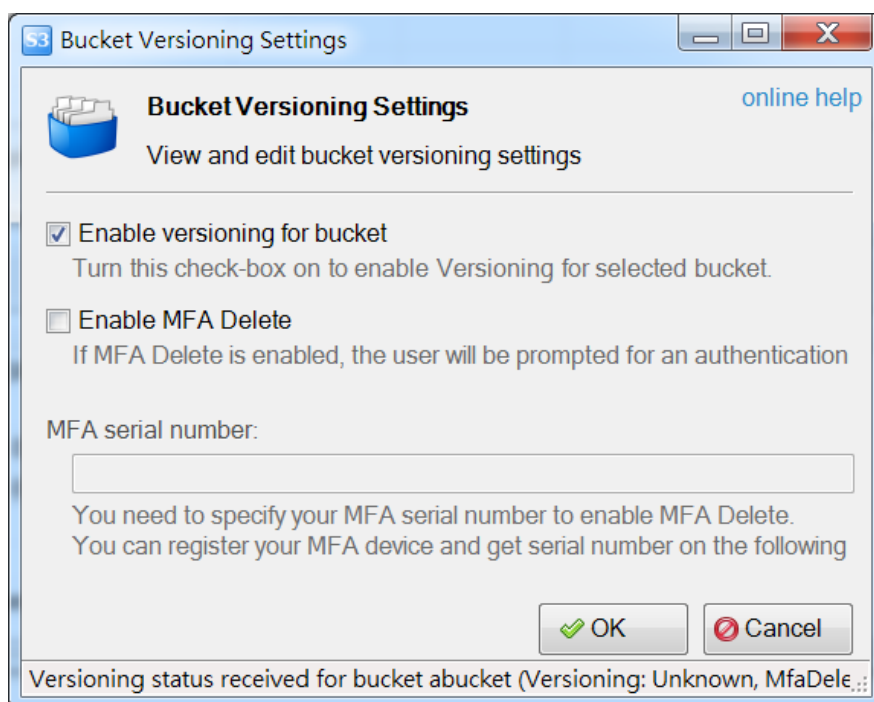 S3 Bucket Versioning Settings
Bucket Versioning Settings
online help
View and edit bucket versioning settings
Enable versioning for bucket
Turn this check-box on to enable Versioning for selected bucket.
Enable MFA Delete
If MFA Delete is enabled, the user will be prompted for an authentication
MFA serial number:
You need to specify your MFA serial number to enable MFA Delete.
You can register your MFA device and get serial number on the following
OK
Cancel
Versioning status received for bucket abucket (Versioning: Unknown, MfaDele